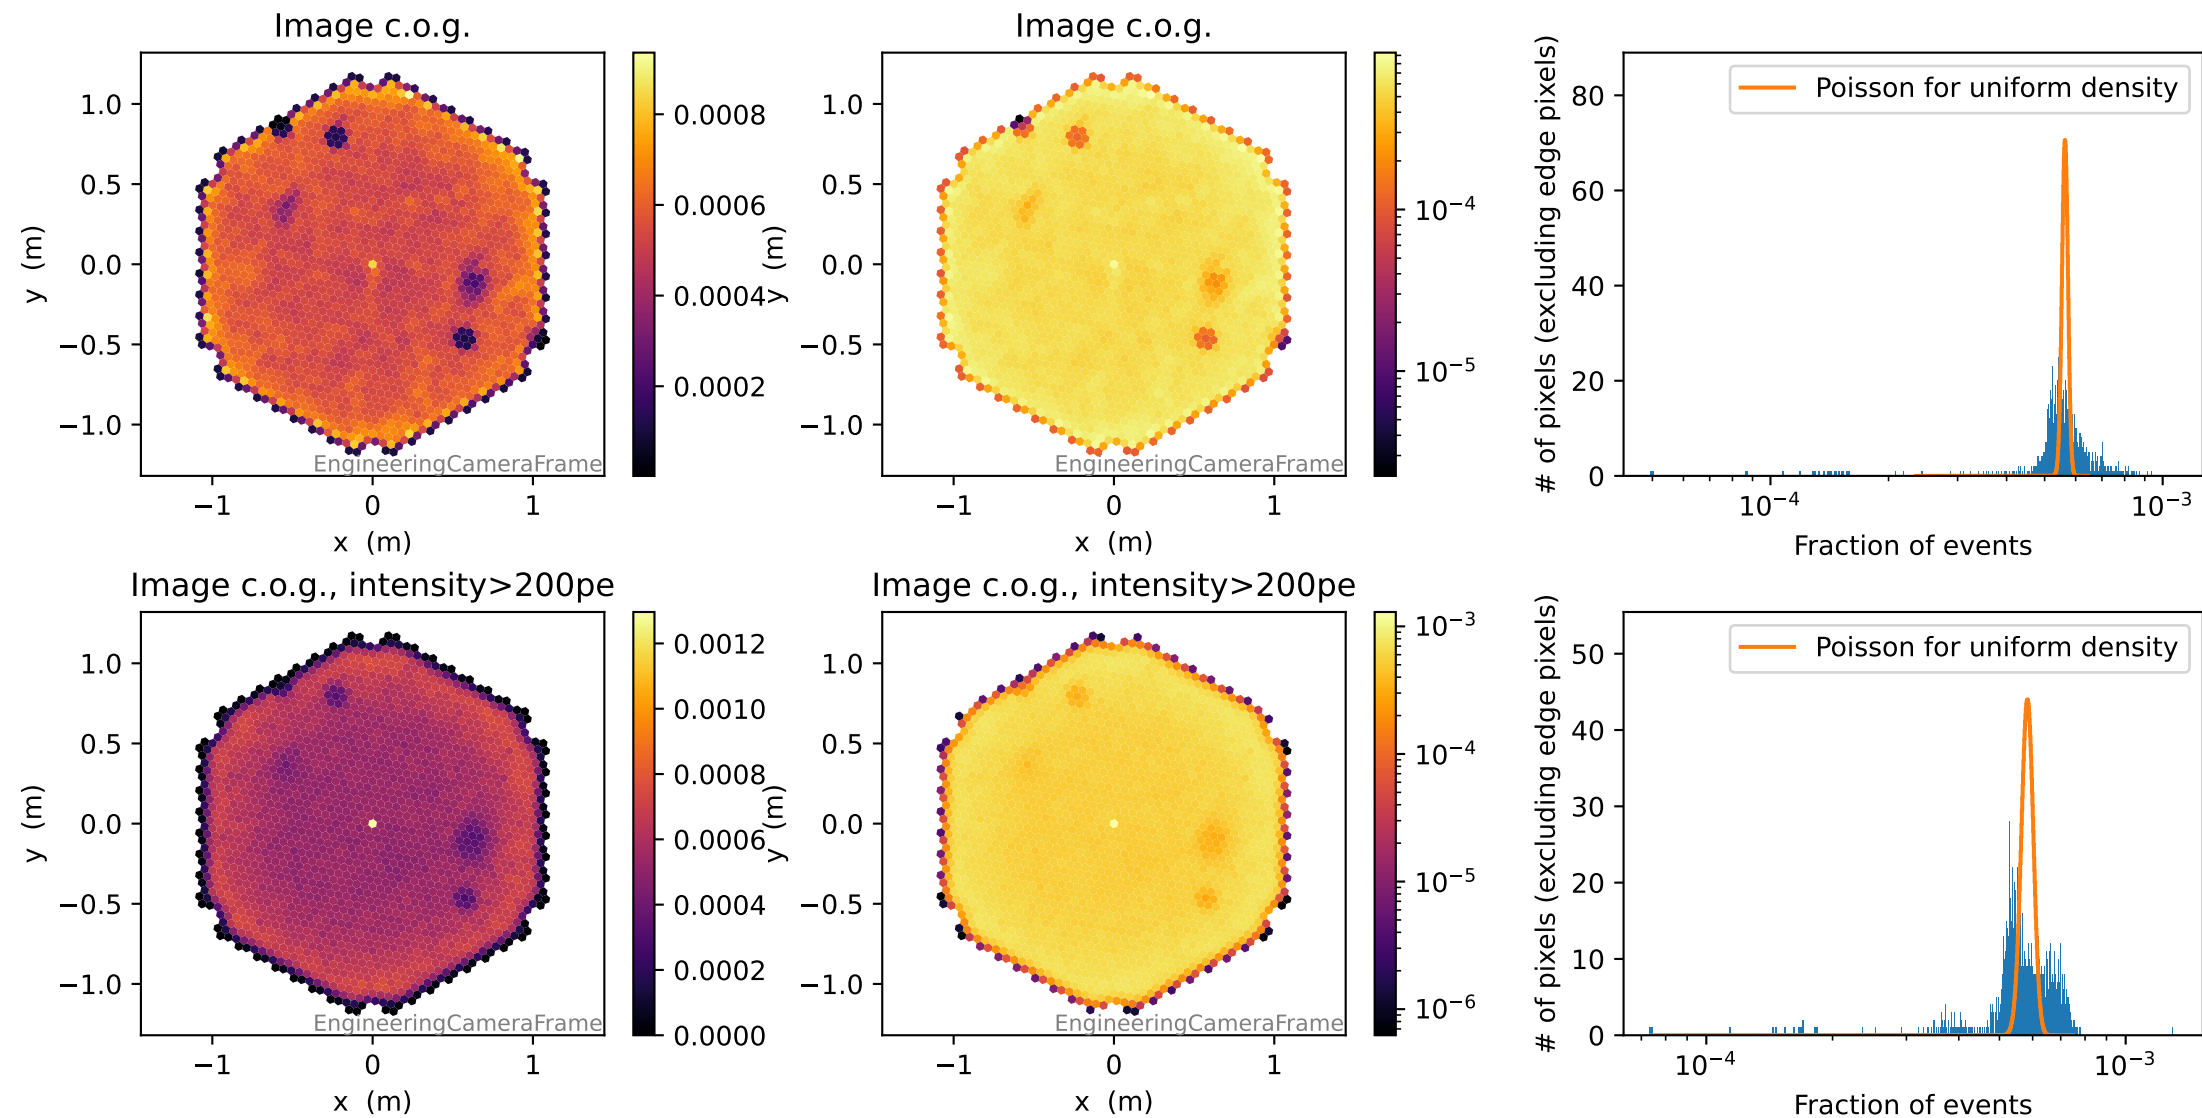 Image c.o.g.
y (m)
1.0
0.5
0.0
−0.5
−1.0
EngineeringCameraFrame
−1 0 1
x (m)
0.0008
0.0006
0.0004
0.0002
Image c.o.g.
y (m)
1.0
0.5
0.0
−0.5
−1.0
EngineeringCameraFrame
−1 0 1
x (m)
10−4
10−5
# of pixels (excluding edge pixels)
80
60
40
20
0
Poisson for uniform density
10−4 10−3
Fraction of events
Image c.o.g., intensity>200pe
y (m)
1.0
0.5
0.0
−0.5
−1.0
EngineeringCameraFrame
−1 0 1
x (m)
0.0012
0.0010
0.0008
0.0006
0.0004
0.0002
0.0000
Image c.o.g., intensity>200pe
y (m)
1.0
0.5
0.0
−0.5
−1.0
EngineeringCameraFrame
−1 0 1
x (m)
10−3
10−4
10−5
10−6
# of pixels (excluding edge pixels)
50
40
30
20
10
0
Poisson for uniform density
10−4 10−3
Fraction of events